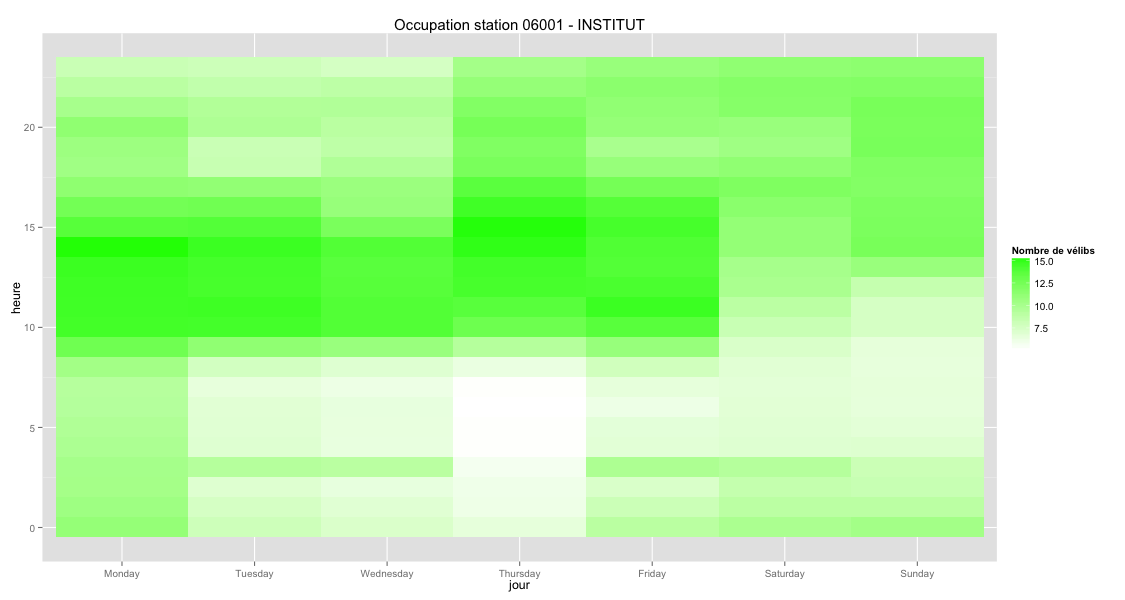 Occupation station 06001 - INSTITUT
heure
20
15
10
5
0
Monday Tuesday Wednesday Thursday Friday Saturday Sunday
jour
Nombre de vélibs
15.0
12.5
10.0
7.5